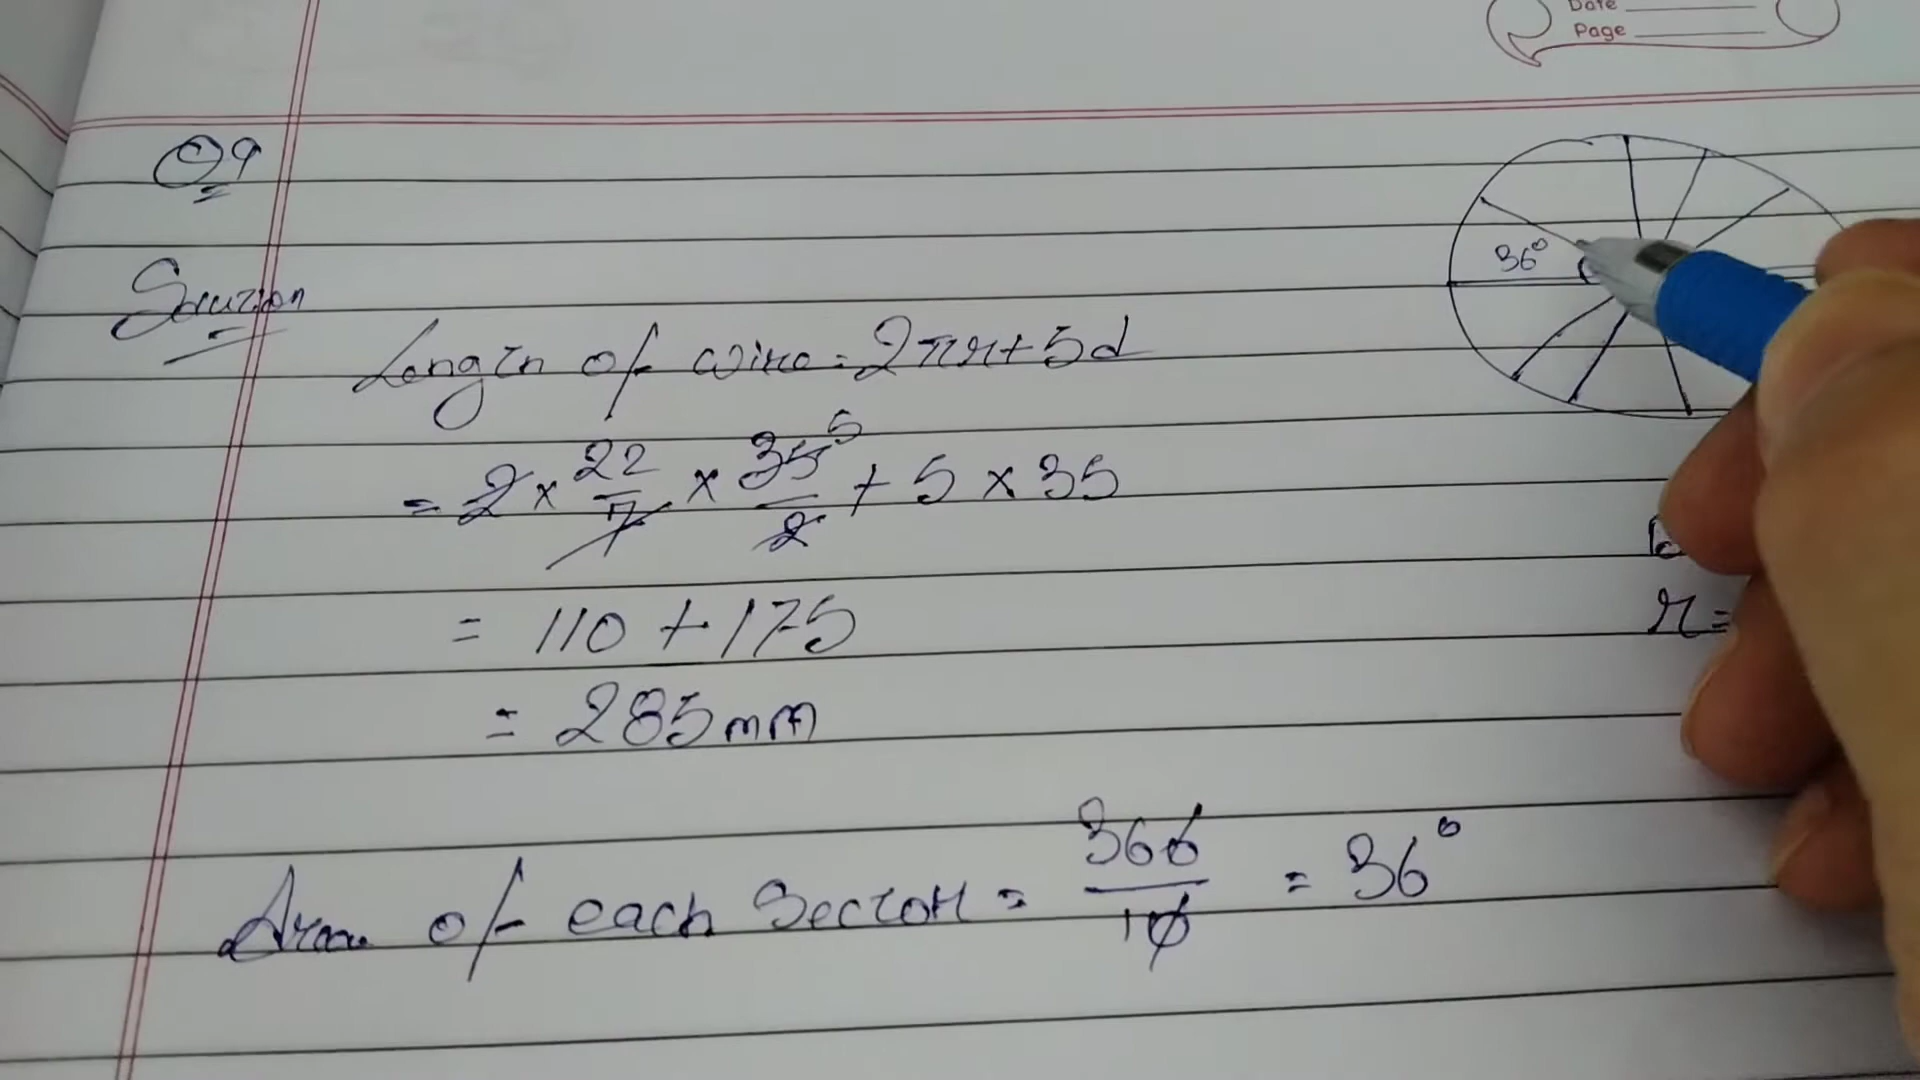 Date
Page
Q9
Solution
36°
Length of wire = 2πr + 5d
= 2 × 22/7 × 35/2 5 + 5 × 35
= 110 + 175
r =
= 285 mm
Area of each sector = 360/10 = 36°